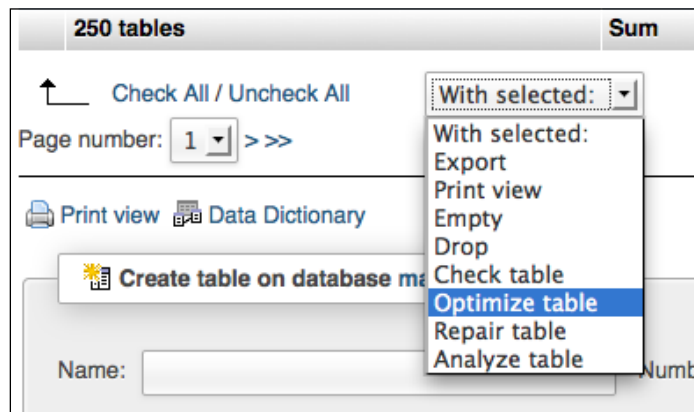 250 tables Sum
Check All / Uncheck All With selected:
Page number: 1 > >>
With selected:
Export
Print view
Empty
Drop
Check table
Optimize table
Repair table
Analyze table
Print view Data Dictionary
Create table on database
Name: